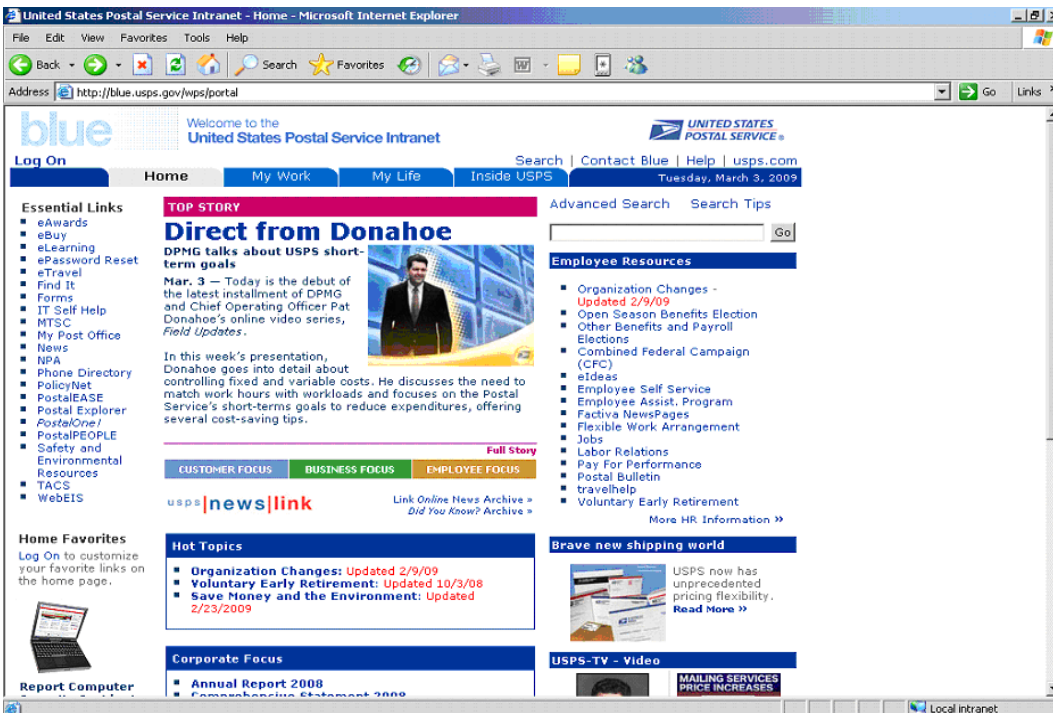 United States Postal Service Intranet - Home - Microsoft Internet Explorer
File Edit View Favorites Tools Help
Back Search Favorites
Address http://blue.usps.gov/wps/portal Go Links
blue
Welcome to the
United States Postal Service Intranet
UNITED STATES
POSTAL SERVICE
Log On
Search | Contact Blue | Help | usps.com
Home My Work My Life Inside USPS Tuesday, March 3, 2009
Essential Links
eAwards
eBuy
eLearning
ePassword Reset
eTravel
Find It
Forms
IT Self Help
MTSC
My Post Office
News
NPA
Phone Directory
PolicyNet
PostalEASE
Postal Explorer
PostalOne!
PostalPEOPLE
Safety and
Environmental
Resources
TACS
WebEIS
Home Favorites
Log On to customize
your favorite links on
the home page.
Report Computer
TOP STORY
Direct from Donahoe
DPMG talks about USPS short-
term goals
Mar. 3 — Today is the debut of
the latest installment of DPMG
and Chief Operating Officer Pat
Donahoe's online video series,
Field Updates.
In this week's presentation,
Donahoe goes into detail about
controlling fixed and variable costs. He discusses the need to
match work hours with workloads and focuses on the Postal
Service's short-terms goals to reduce expenditures, offering
several cost-saving tips.
Full Story
CUSTOMER FOCUS BUSINESS FOCUS EMPLOYEE FOCUS
usps|news|link
Link Online News Archive »
Did You Know? Archive »
Hot Topics
Organization Changes: Updated 2/9/09
Voluntary Early Retirement: Updated 10/3/08
Save Money and the Environment: Updated
2/23/2009
Corporate Focus
Annual Report 2008
Comprehensive Statement 2008
Advanced Search Search Tips
Go
Employee Resources
Organization Changes -
Updated 2/9/09
Open Season Benefits Election
Other Benefits and Payroll
Elections
Combined Federal Campaign
(CFC)
eIdeas
Employee Self Service
Employee Assist. Program
Factiva NewsPages
Flexible Work Arrangement
Jobs
Labor Relations
Pay For Performance
Postal Bulletin
travelhelp
Voluntary Early Retirement
More HR Information »
Brave new shipping world
USPS now has
unprecedented
pricing flexibility.
Read More »
USPS-TV - Video
MAILING SERVICES
PRICE INCREASES
Local intranet